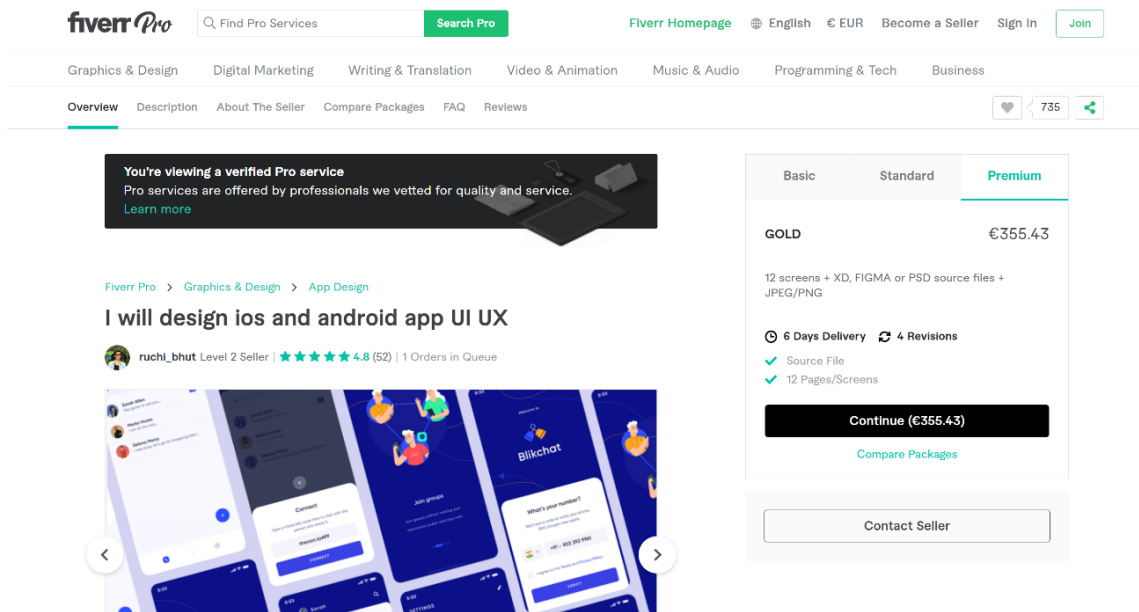 fiverr Pro
Find Pro Services
Search Pro
Fiverr Homepage
English
€ EUR
Become a Seller
Sign In
Join
Graphics & Design
Digital Marketing
Writing & Translation
Video & Animation
Music & Audio
Programming & Tech
Business
Overview
Description
About The Seller
Compare Packages
FAQ
Reviews
735
You're viewing a verified Pro service
Pro services are offered by professionals we vetted for quality and service.
Learn more
Fiverr Pro > Graphics & Design > App Design
I will design ios and android app UI UX
ruchi_bhut Level 2 Seller | 4.8 (52) | 1 Orders in Queue
Connect
CONNECT
Join groups
Welcome to
Blikchat
What's your number?
VERIFY
SETTINGS
Sarah
Basic
Standard
Premium
GOLD
€355.43
12 screens + XD, FIGMA or PSD source files +
JPEG/PNG
6 Days Delivery
4 Revisions
Source File
12 Pages/Screens
Continue (€355.43)
Compare Packages
Contact Seller